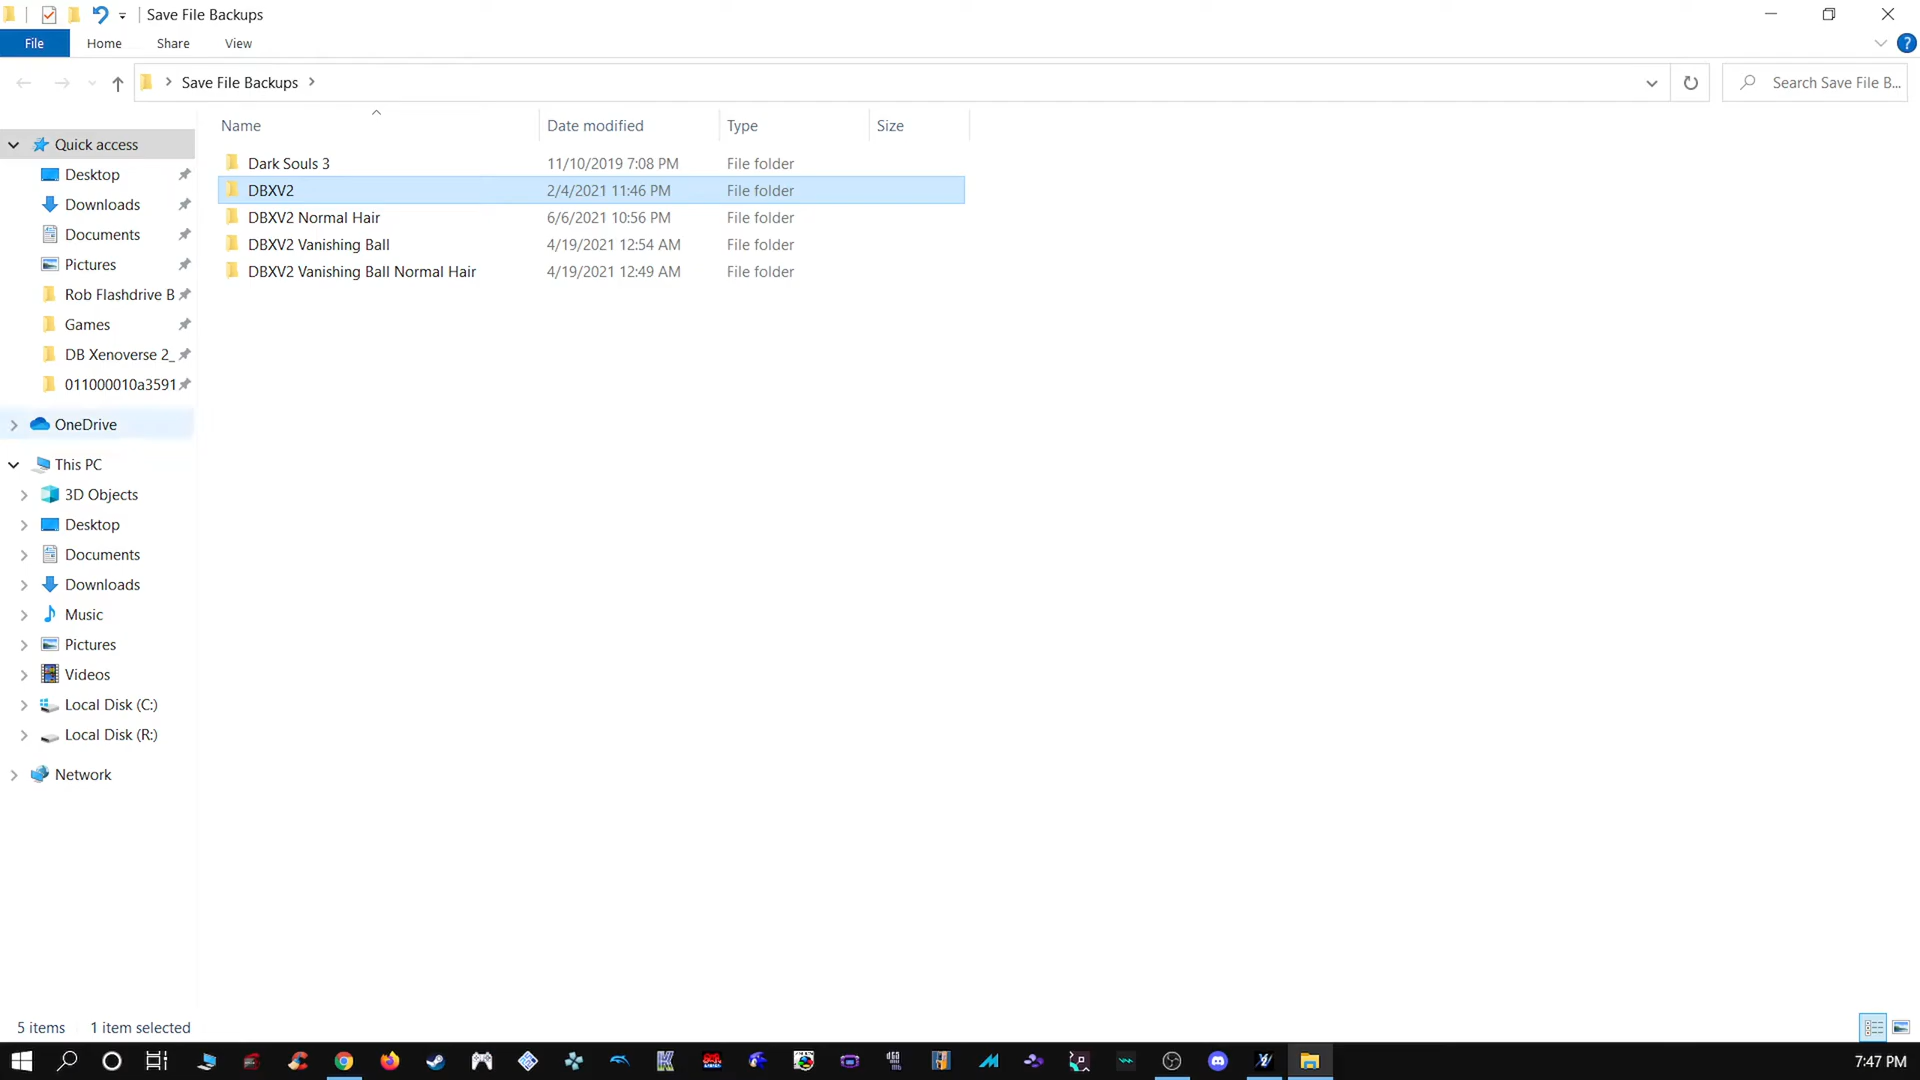 Save File Backups
File Home Share View
Save File Backups
Search Save File B...
Name Date modified Type Size
Quick access
Desktop
Downloads
Documents
Pictures
Rob Flashdrive B
Games
DB Xenoverse 2_
011000010a3591
OneDrive
This PC
3D Objects
Desktop
Documents
Downloads
Music
Pictures
Videos
Local Disk (C:)
Local Disk (R:)
Network
Dark Souls 3 11/10/2019 7:08 PM File folder
DBXV2 2/4/2021 11:46 PM File folder
DBXV2 Normal Hair 6/6/2021 10:56 PM File folder
DBXV2 Vanishing Ball 4/19/2021 12:54 AM File folder
DBXV2 Vanishing Ball Normal Hair 4/19/2021 12:49 AM File folder
5 items 1 item selected
7:47 PM